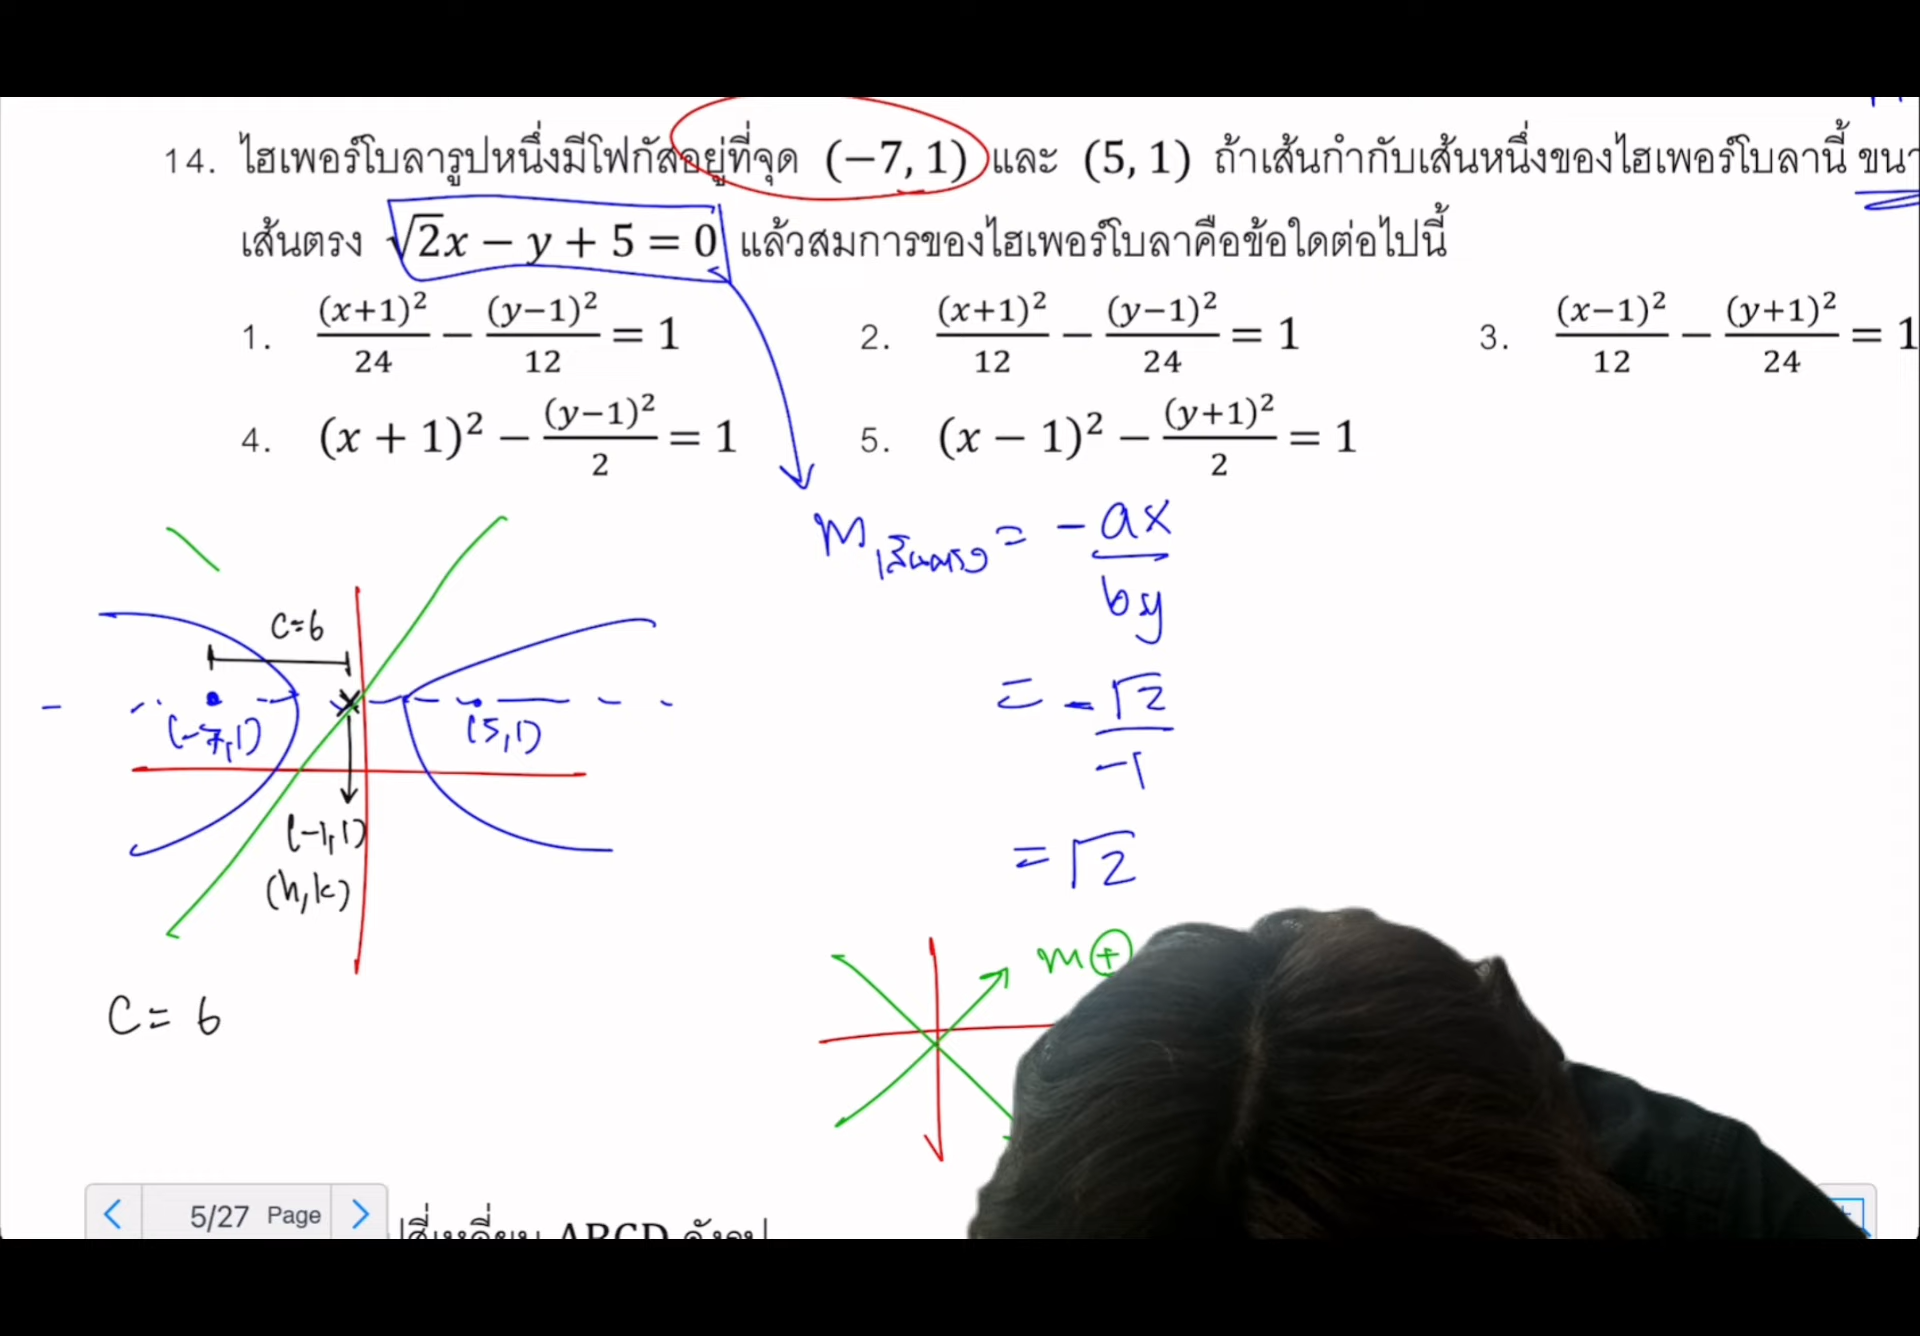 14. ไฮเพอร์โบลารูปหนึ่งมีโฟกัสอยู่ที่จุด (−7, 1) และ (5, 1) ถ้าเส้นกำกับเส้นหนึ่งของไฮเพอร์โบลานี้
เส้นตรง √2x − y + 5 = 0 แล้วสมการของไฮเพอร์โบลาคือข้อใดต่อไปนี้
1. (x+1)²/24 − (y−1)²/12 = 1 2. (x+1)²/12 − (y−1)²/24 = 1 3. (x−1)²/12 − (y+1)²/24 = 1
4. (x + 1)² − (y−1)²/2 = 1 5. (x − 1)² − (y+1)²/2 = 1
m เส้นตรง = −ax/by
= −√2/−1
= √2
m ⊕
C=6
(−7,1) (5,1)
(−1,1)
(h,k)
C = 6
5/27 Page
ABCD